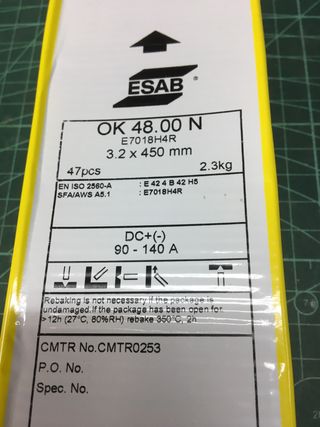 ESAB
OK 48.00 N
E7018H4R
3.2 x 450 mm
47pcs 2.3kg
EN ISO 2560-A : E 42 4 B 42 H5
SFA/AWS A5.1 : E7018H4R
DC+(-)
90 - 140 A
Rebaking is not necessary if the package is
undamaged.If the package has been open for
>12h (27°C, 80%RH) rebake 350°C, 2h
CMTR No.CMTR0253
P.O. No.
Spec. No.